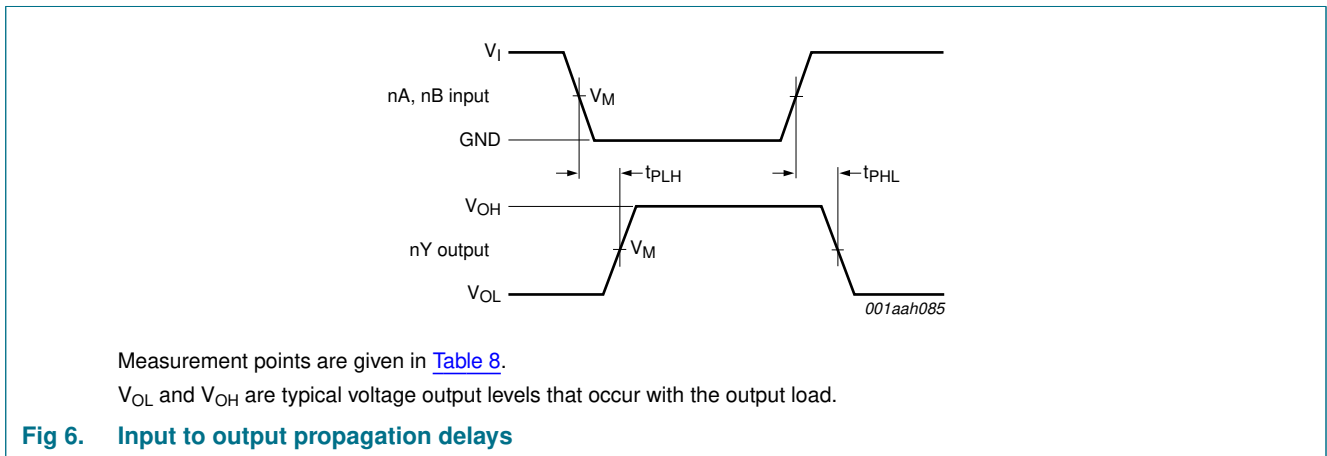 VI
nA, nB input
VM
GND
tPLH
tPHL
VOH
nY output
VM
VOL
001aah085
Measurement points are given in Table 8.
VOL and VOH are typical voltage output levels that occur with the output load.
Fig 6. Input to output propagation delays